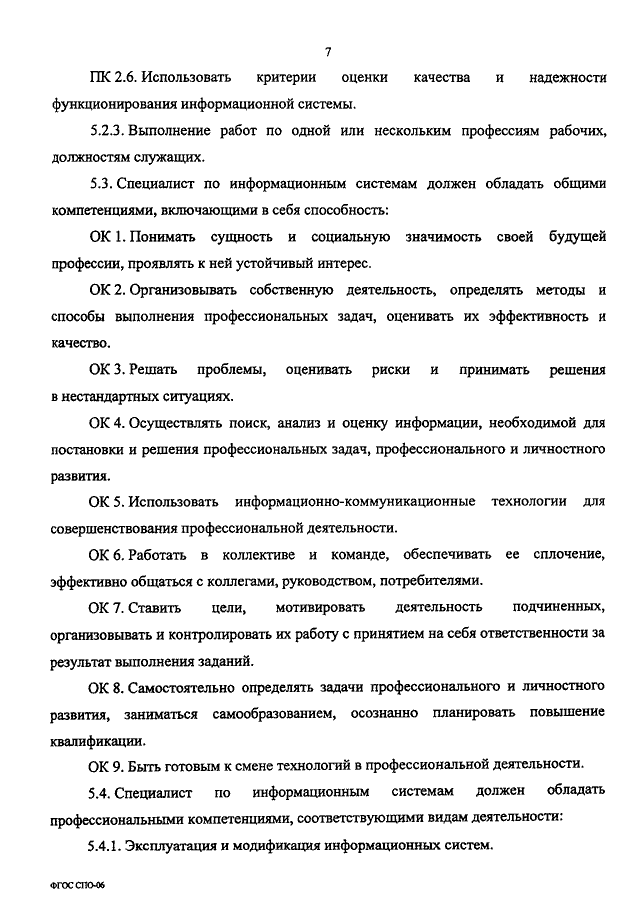 7
ПК 2.6. Использовать критерии оценки качества и надежности
функционирования информационной системы.
5.2.3. Выполнение работ по одной или нескольким профессиям рабочих,
должностям служащих.
5.3. Специалист по информационным системам должен обладать общими
компетенциями, включающими в себя способность:
ОК 1. Понимать сущность и социальную значимость своей будущей
профессии, проявлять к ней устойчивый интерес.
ОК 2. Организовывать собственную деятельность, определять методы и
способы выполнения профессиональных задач, оценивать их эффективность и
качество.
ОК 3. Решать проблемы, оценивать риски и принимать решения
в нестандартных ситуациях.
ОК 4. Осуществлять поиск, анализ и оценку информации, необходимой для
постановки и решения профессиональных задач, профессионального и личностного
развития.
ОК 5. Использовать информационно-коммуникационные технологии для
совершенствования профессиональной деятельности.
ОК 6. Работать в коллективе и команде, обеспечивать ее сплочение,
эффективно общаться с коллегами, руководством, потребителями.
ОК 7. Ставить цели, мотивировать деятельность подчиненных,
организовывать и контролировать их работу с принятием на себя ответственности за
результат выполнения заданий.
ОК 8. Самостоятельно определять задачи профессионального и личностного
развития, заниматься самообразованием, осознанно планировать повышение
квалификации.
ОК 9. Быть готовым к смене технологий в профессиональной деятельности.
5.4. Специалист по информационным системам должен обладать
профессиональными компетенциями, соответствующими видам деятельности:
5.4.1. Эксплуатация и модификация информационных систем.
ФГОС СПО-06